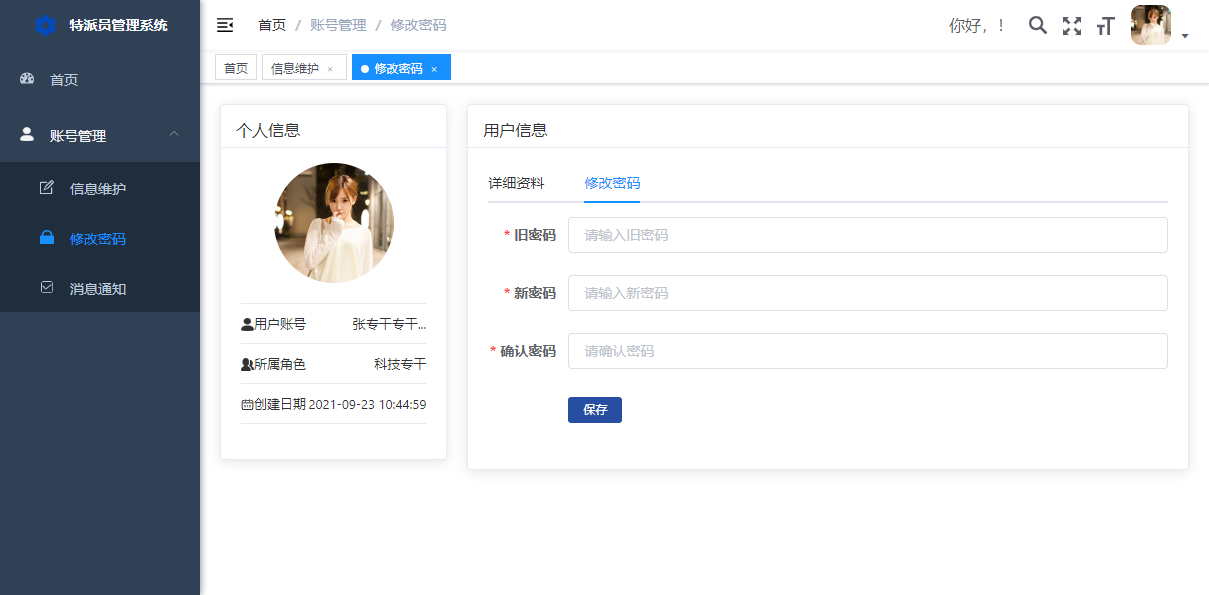 特派员管理系统
首页
账号管理
信息维护
修改密码
消息通知
首页 / 账号管理 / 修改密码
你好，！
首页
信息维护 ×
修改密码 ×
个人信息
用户账号 张专干专干...
所属角色 科技专干
创建日期 2021-09-23 10:44:59
用户信息
详细资料 修改密码
* 旧密码 请输入旧密码
* 新密码 请输入新密码
* 确认密码 请确认密码
保存